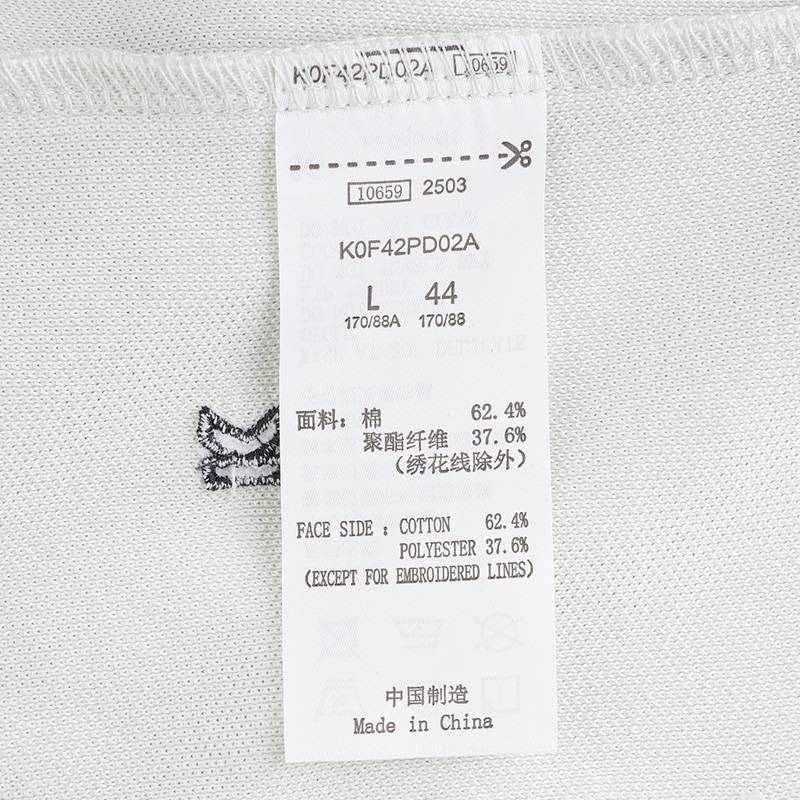 K0F42PD02A 10659
10659 2503
K0F42PD02A
L 44
170/88A 170/88
面料：棉 62.4%
聚酯纤维 37.6%
（绣花线除外）
FACE SIDE : COTTON 62.4%
POLYESTER 37.6%
(EXCEPT FOR EMBROIDERED LINES)
中国制造
Made in China